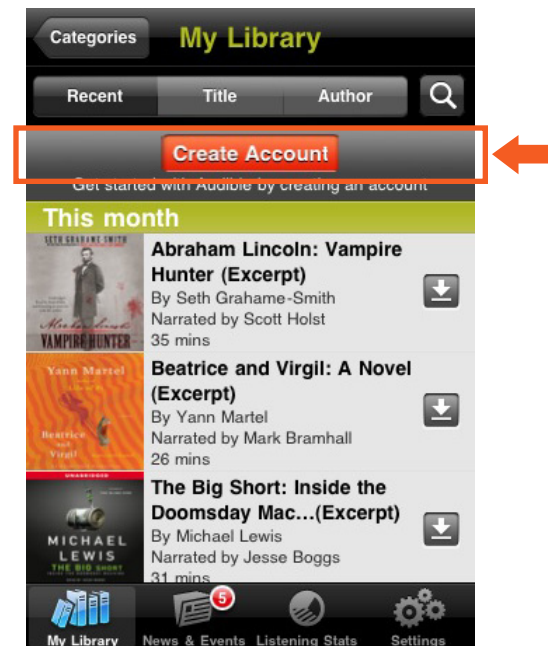 Categories My Library
Recent Title Author
Create Account
Get started with Audible by creating an account
This month
SETH GRAHAME-SMITH
VAMPIRE HUNTER
Abraham Lincoln: Vampire
Hunter (Excerpt)
By Seth Grahame-Smith
Narrated by Scott Holst
35 mins
Yann Martel
Beatrice
and
Virgil
Beatrice and Virgil: A Novel
(Excerpt)
By Yann Martel
Narrated by Mark Bramhall
26 mins
UNABRIDGED
MICHAEL
LEWIS
THE BIG SHORT
The Big Short: Inside the
Doomsday Mac...(Excerpt)
By Michael Lewis
Narrated by Jesse Boggs
31 mins
5
My Library News & Events Listening Stats Settings